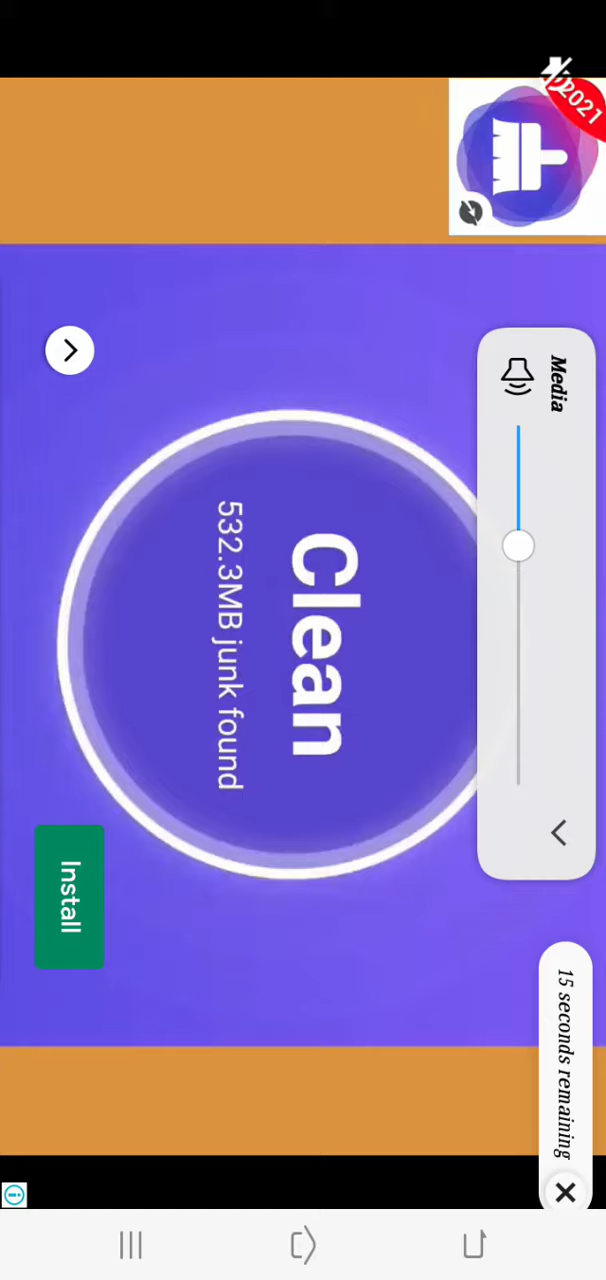 2021
Media
15 seconds remaining
Clean
532.3MB junk found
Install